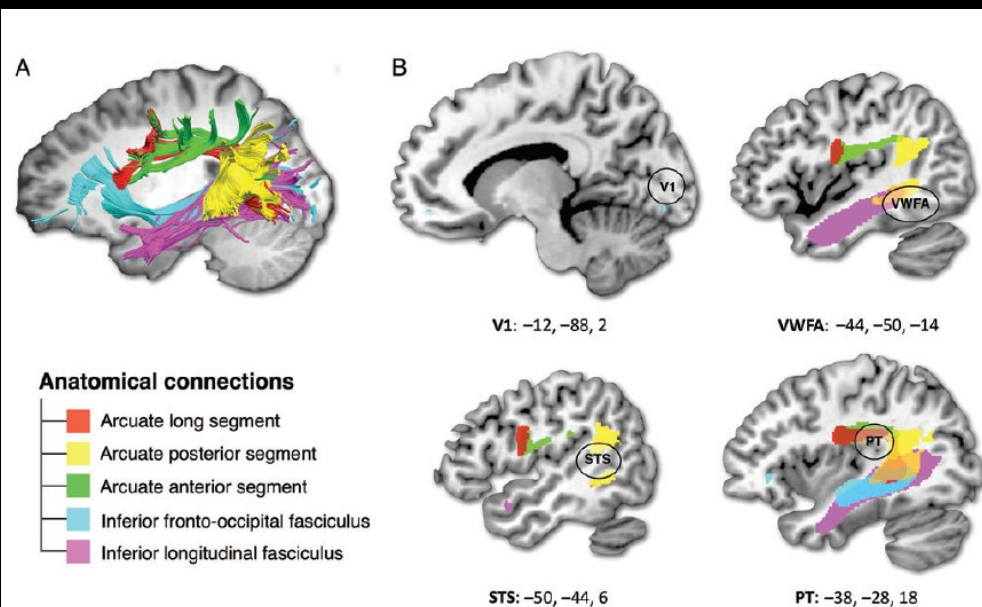 A
B
V1
VWFA
V1: −12, −88, 2
VWFA: −44, −50, −14
Anatomical connections
Arcuate long segment
Arcuate posterior segment
Arcuate anterior segment
Inferior fronto-occipital fasciculus
Inferior longitudinal fasciculus
STS
PT
STS: −50, −44, 6
PT: −38, −28, 18